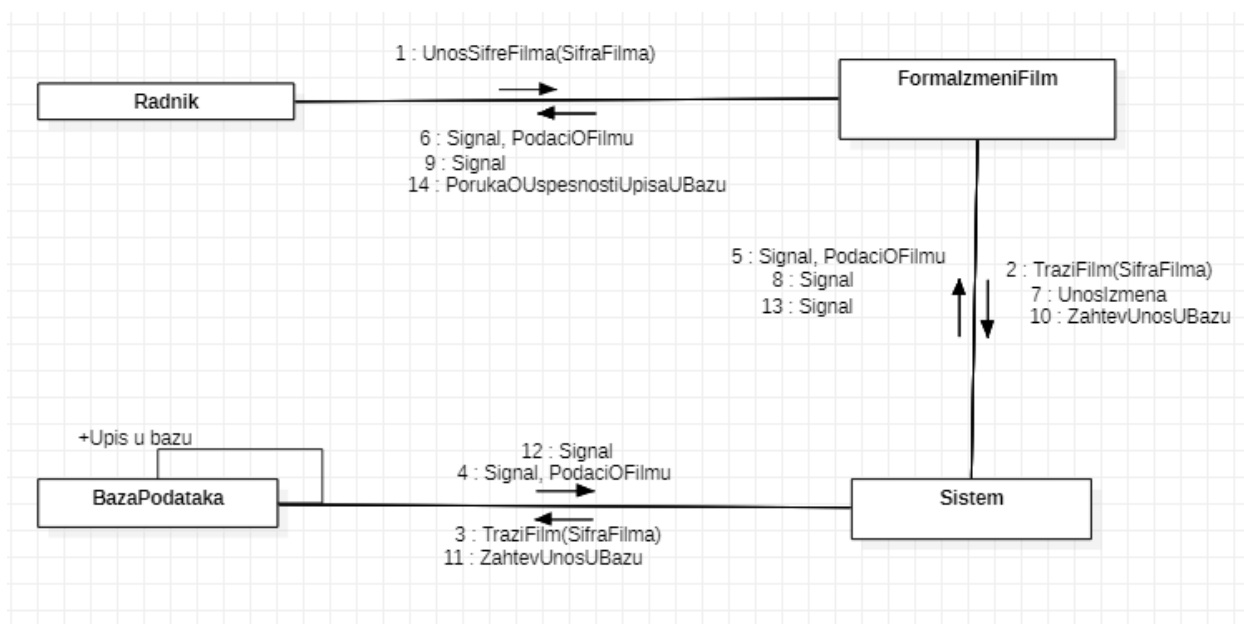 1 : UnosSifreFilma(SifraFilma)
Radnik
FormaIzmeniFilm
6 : Signal, PodaciOFilmu
9 : Signal
14 : PorukaOUspesnostiUpisaUBazu
5 : Signal, PodaciOFilmu
8 : Signal
13 : Signal
2 : TraziFilm(SifraFilma)
7 : UnosIzmena
10 : ZahtevUnosUBazu
+Upis u bazu
12 : Signal
4 : Signal, PodaciOFilmu
BazaPodataka
Sistem
3 : TraziFilm(SifraFilma)
11 : ZahtevUnosUBazu